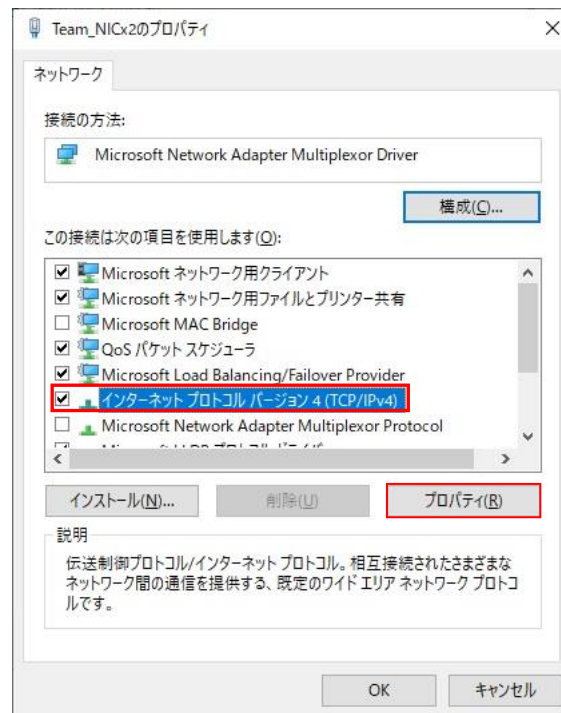 Team_NICx2のプロパティ
ネットワーク
接続の方法:
Microsoft Network Adapter Multiplexor Driver
構成(C)...
この接続は次の項目を使用します(O):
Microsoft ネットワーク用クライアント
Microsoft ネットワーク用ファイルとプリンター共有
Microsoft MAC Bridge
QoS パケット スケジューラ
Microsoft Load Balancing/Failover Provider
インターネット プロトコル バージョン 4 (TCP/IPv4)
Microsoft Network Adapter Multiplexor Protocol
インストール(N)...
削除(U)
プロパティ(R)
説明
伝送制御プロトコル/インターネット プロトコル。相互接続されたさまざまな
ネットワーク間の通信を提供する、既定のワイド エリア ネットワーク プロトコ
ルです。
OK
キャンセル